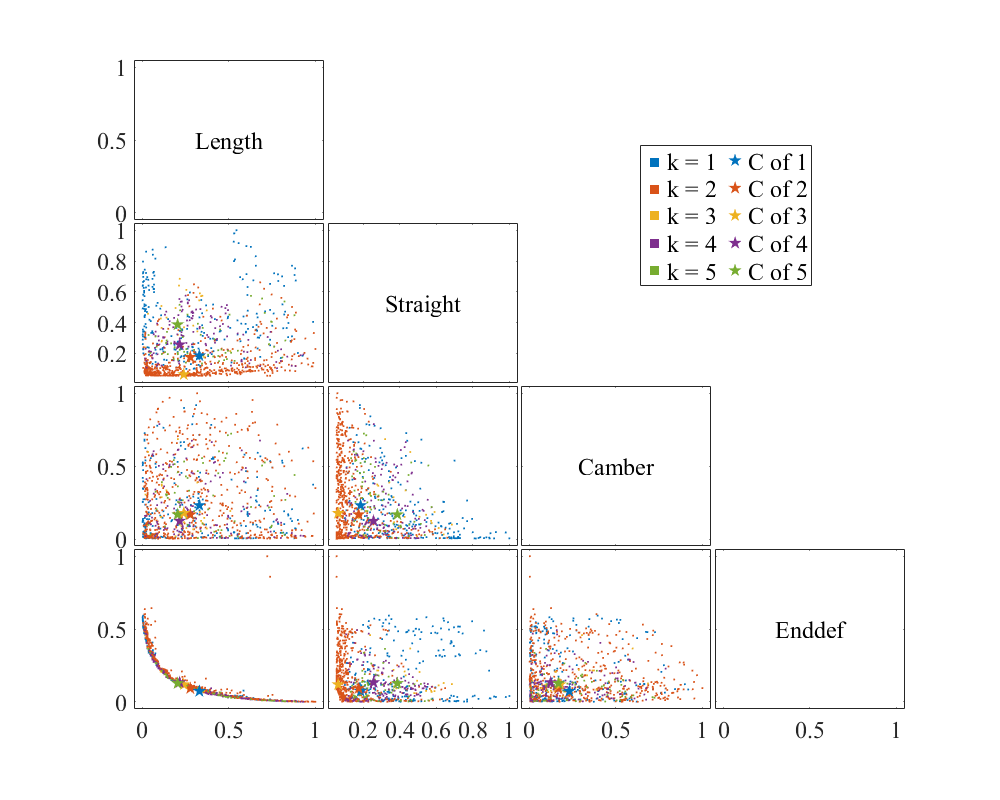 1
0.5
0
Length
k = 1 C of 1
k = 2 C of 2
k = 3 C of 3
k = 4 C of 4
k = 5 C of 5
1
0.8
0.6
0.4
0.2
Straight
1
0.5
0
Camber
1
0.5
0
Enddef
0 0.5 1 0.2 0.4 0.6 0.8 1 0 0.5 1 0 0.5 1